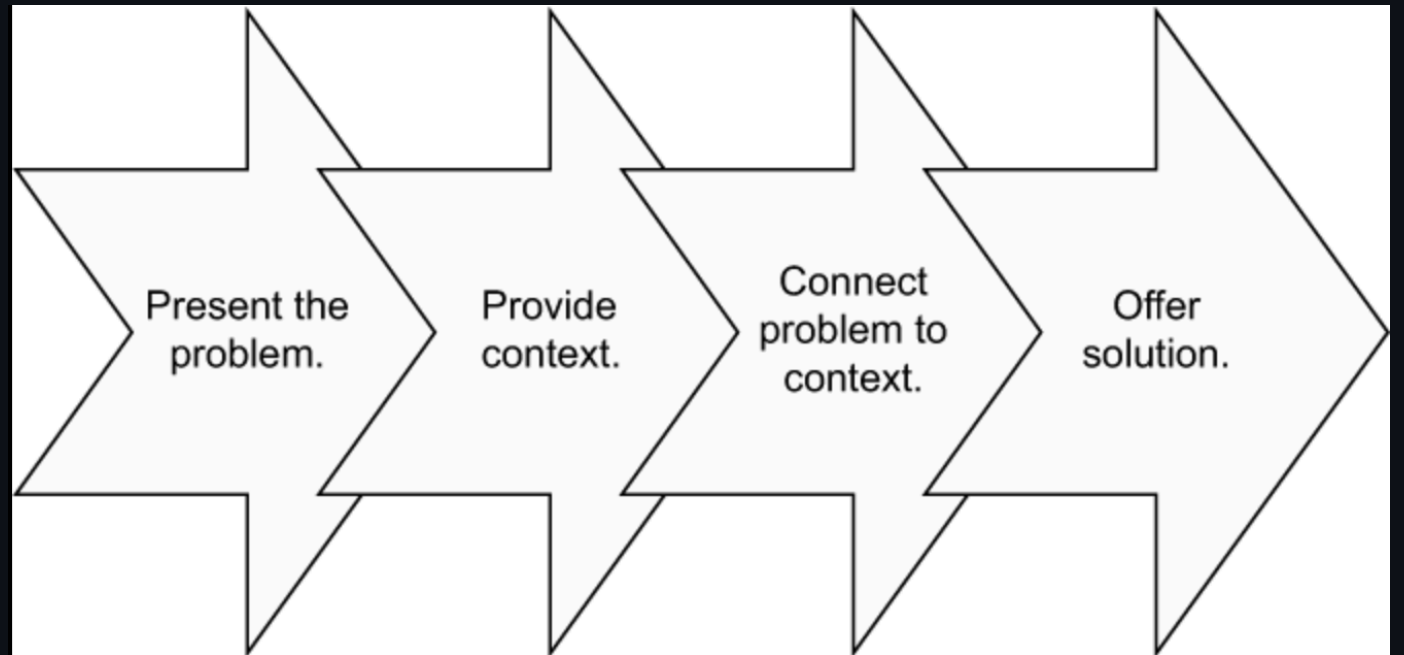 Present the
problem.
Provide
context.
Connect
problem to
context.
Offer
solution.